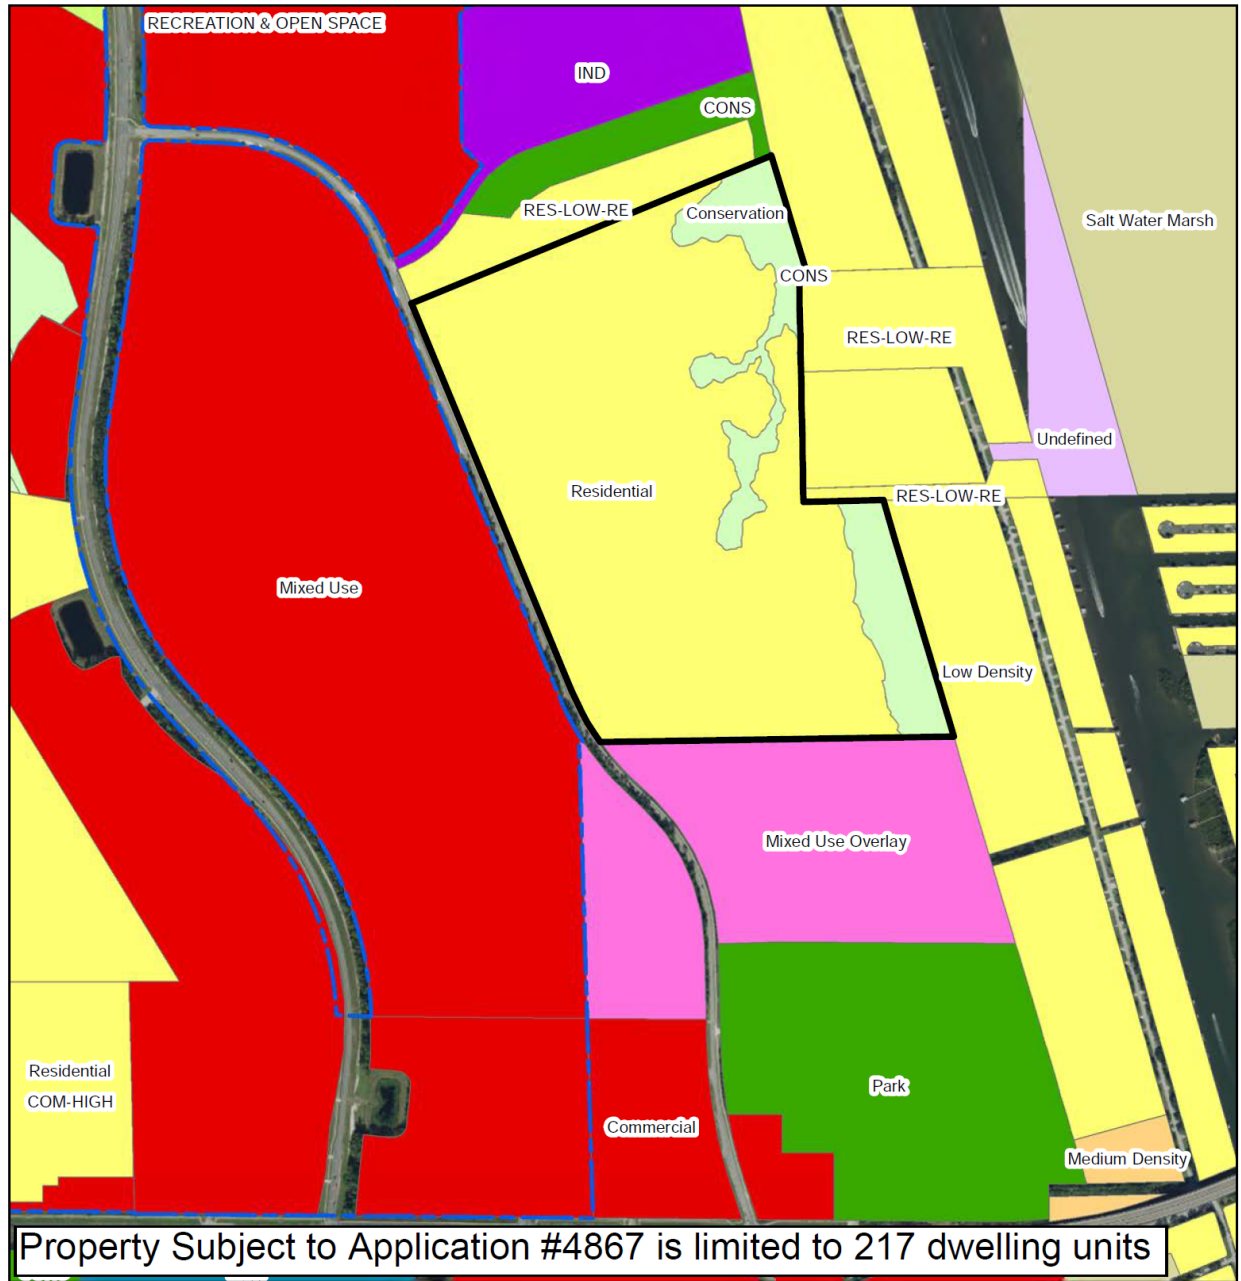 RECREATION & OPEN SPACE
IND
CONS
RES-LOW-RE
Conservation
Salt Water Marsh
CONS
RES-LOW-RE
Undefined
Residential
RES-LOW-RE
Mixed Use
Low Density
Mixed Use Overlay
Residential
COM-HIGH
Park
Commercial
Medium Density
Property Subject to Application #4867 is limited to 217 dwelling units